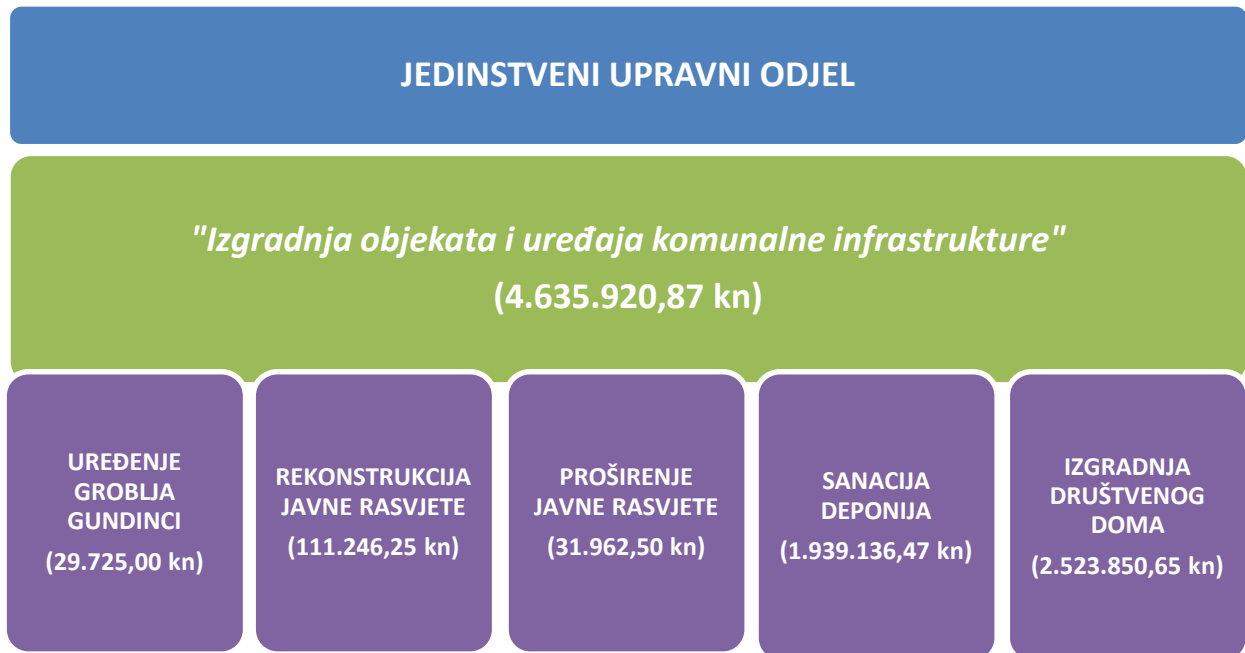 JEDINSTVENI UPRAVNI ODJEL
"Izgradnja objekata i uređaja komunalne infrastrukture"
(4.635.920,87 kn)
UREĐENJE
GROBLJA
GUNDINCI
(29.725,00 kn)
REKONSTRUKCIJA
JAVNE RASVJETE
(111.246,25 kn)
PROŠIRENJE
JAVNE RASVJETE
(31.962,50 kn)
SANACIJA
DEPONIJA
(1.939.136,47 kn)
IZGRADNJA
DRUŠTVENOG
DOMA
(2.523.850,65 kn)